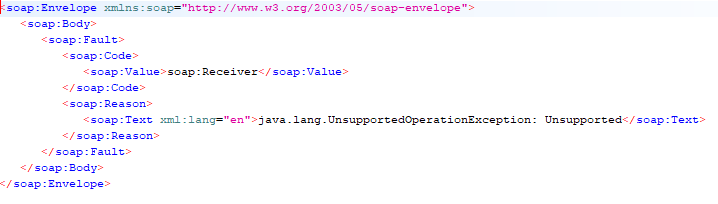 <soap:Envelope xmlns:soap="http://www.w3.org/2003/05/soap-envelope">
<soap:Body>
<soap:Fault>
<soap:Code>
<soap:Value>soap:Receiver</soap:Value>
</soap:Code>
<soap:Reason>
<soap:Text xml:lang="en">java.lang.UnsupportedOperationException: Unsupported</soap:Text>
</soap:Reason>
</soap:Fault>
</soap:Body>
</soap:Envelope>